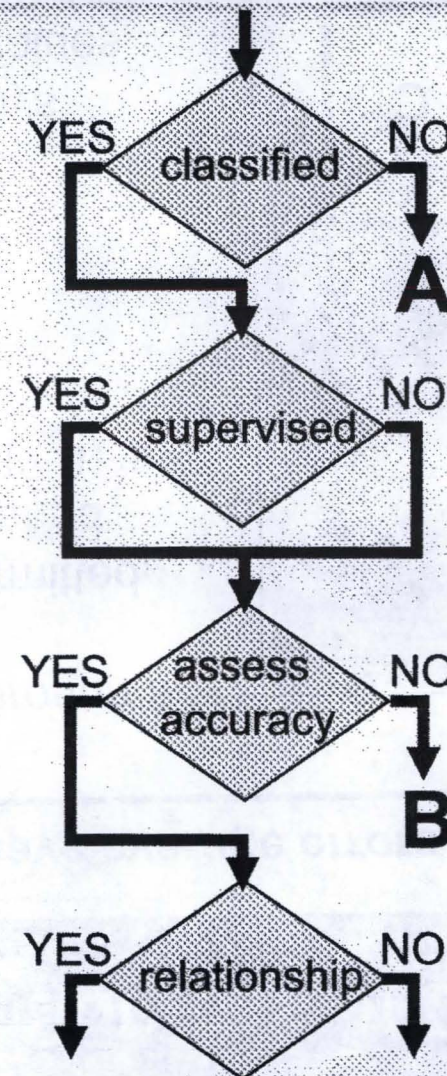 YES NO
classified
A
YES NO
supervised
YES NO
assess
accuracy
B
YES NO
relationship